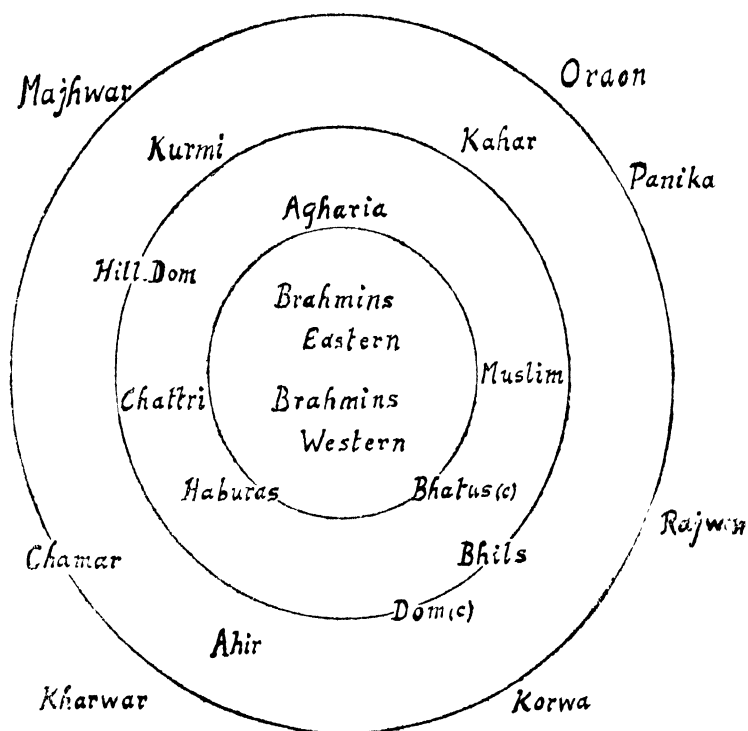 Oraon
Majhwar
Kahar
Kurmi
Panika
Agharia
Hill.Dom
Brahmins
Eastern
Muslim
Chattri
Brahmins
Western
Haburas
Bhatus(c)
Chamar
Bhils
Dom(c)
Ahir
Kharwar
Korwa